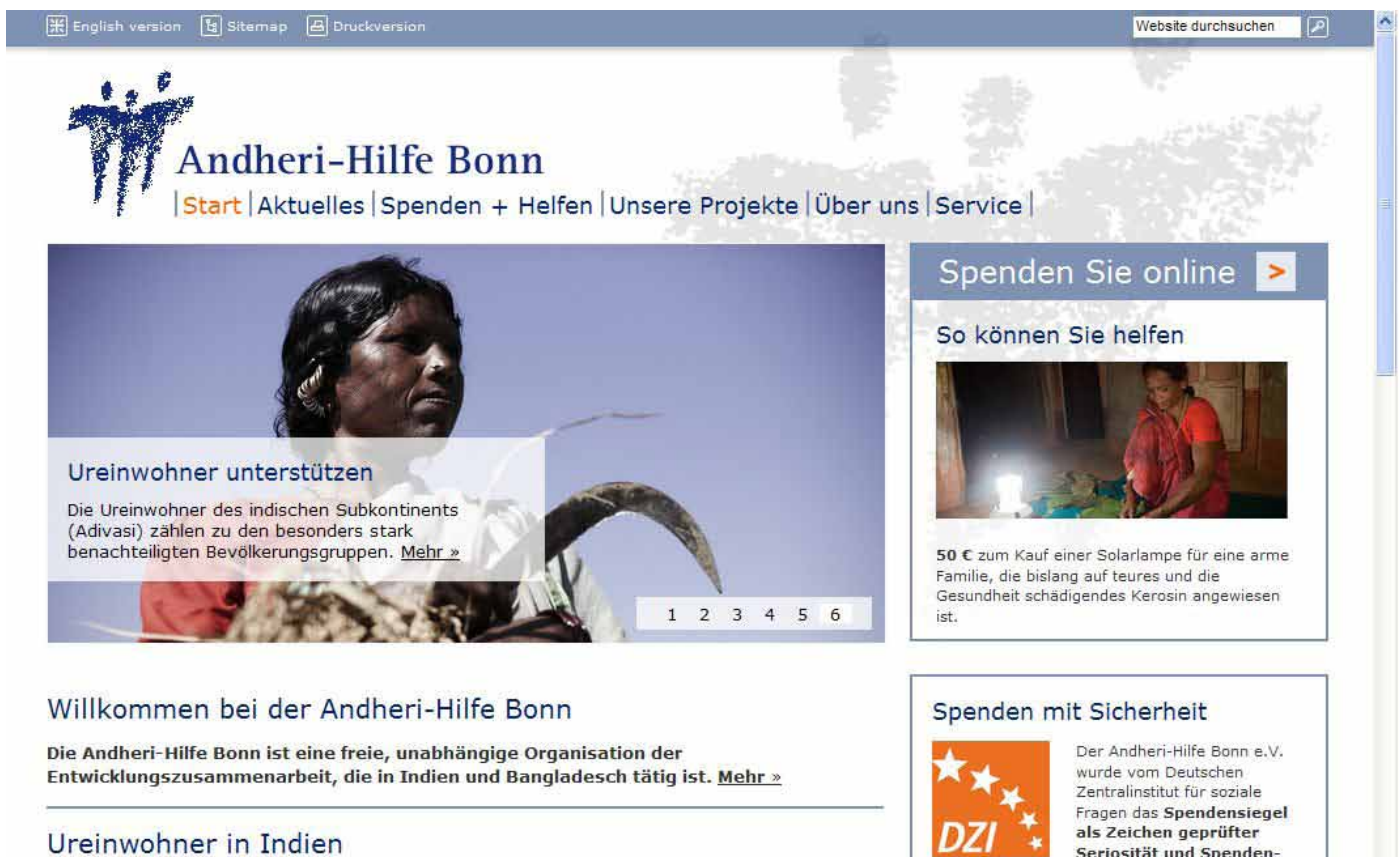 English version Sitemap Druckversion
Website durchsuchen
Andheri-Hilfe Bonn
|Start|Aktuelles|Spenden + Helfen|Unsere Projekte|Über uns|Service|
Ureinwohner unterstützen
Die Ureinwohner des indischen Subkontinents
(Adivasi) zählen zu den besonders stark
benachteiligten Bevölkerungsgruppen. Mehr »
1 2 3 4 5 6
Spenden Sie online >
So können Sie helfen
50 € zum Kauf einer Solarlampe für eine arme
Familie, die bislang auf teures und die
Gesundheit schädigendes Kerosin angewiesen
ist.
Willkommen bei der Andheri-Hilfe Bonn
Die Andheri-Hilfe Bonn ist eine freie, unabhängige Organisation der
Entwicklungszusammenarbeit, die in Indien und Bangladesch tätig ist. Mehr »
Ureinwohner in Indien
Spenden mit Sicherheit
DZI
Der Andheri-Hilfe Bonn e.V.
wurde vom Deutschen
Zentralinstitut für soziale
Fragen das Spendensiegel
als Zeichen geprüfter
Seriosität und Spenden-